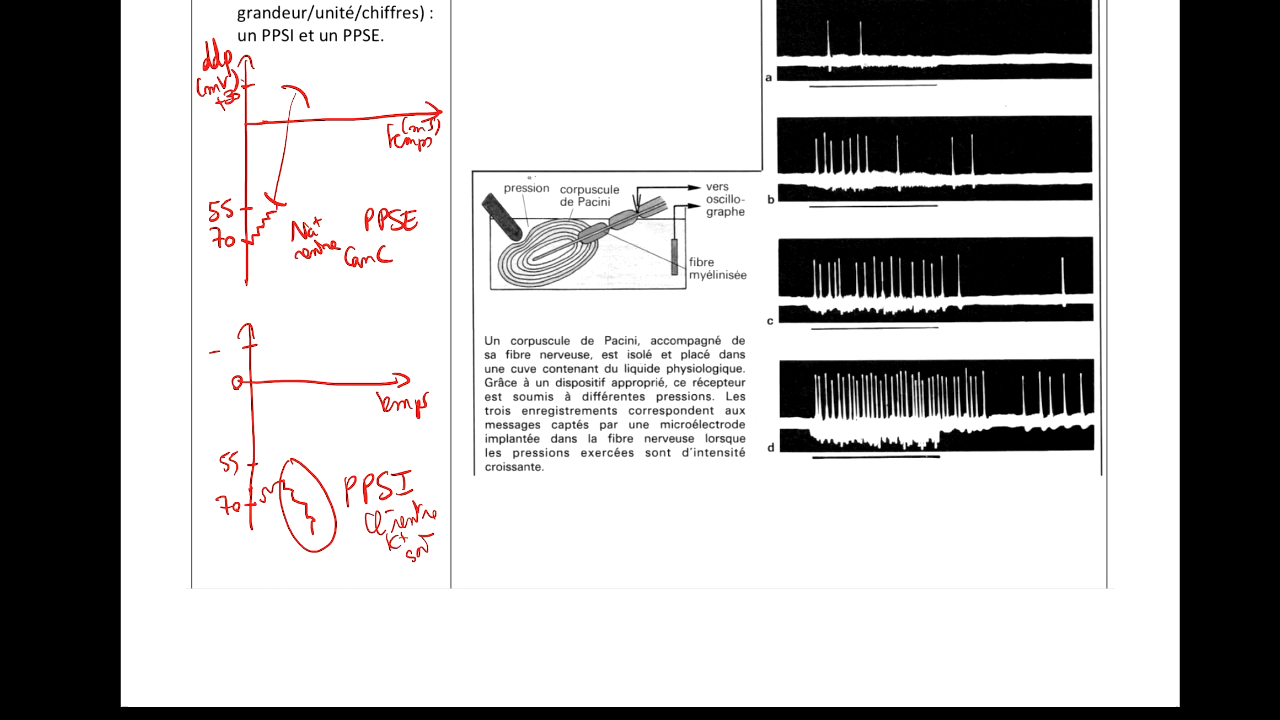 grandeur/unité/chiffres) :
un PPSI et un PPSE.
ddp
(mV)
+30
(mS)
Temps
55
70
Na+
rentre
PPSE
CanC
0
Temps
55
70
PPSI
Cl- rentre
K+
sort
pression
corpuscule
de Pacini
vers
oscillo-
graphe
fibre
myélinisée
Un corpuscule de Pacini, accompagné de
sa fibre nerveuse, est isolé et placé dans
une cuve contenant du liquide physiologique.
Grâce à un dispositif approprié, ce récepteur
est soumis à différentes pressions. Les
trois enregistrements correspondent aux
messages captés par une microélectrode
implantée dans la fibre nerveuse lorsque
les pressions exercées sont d'intensité
croissante.
a
b
c
d